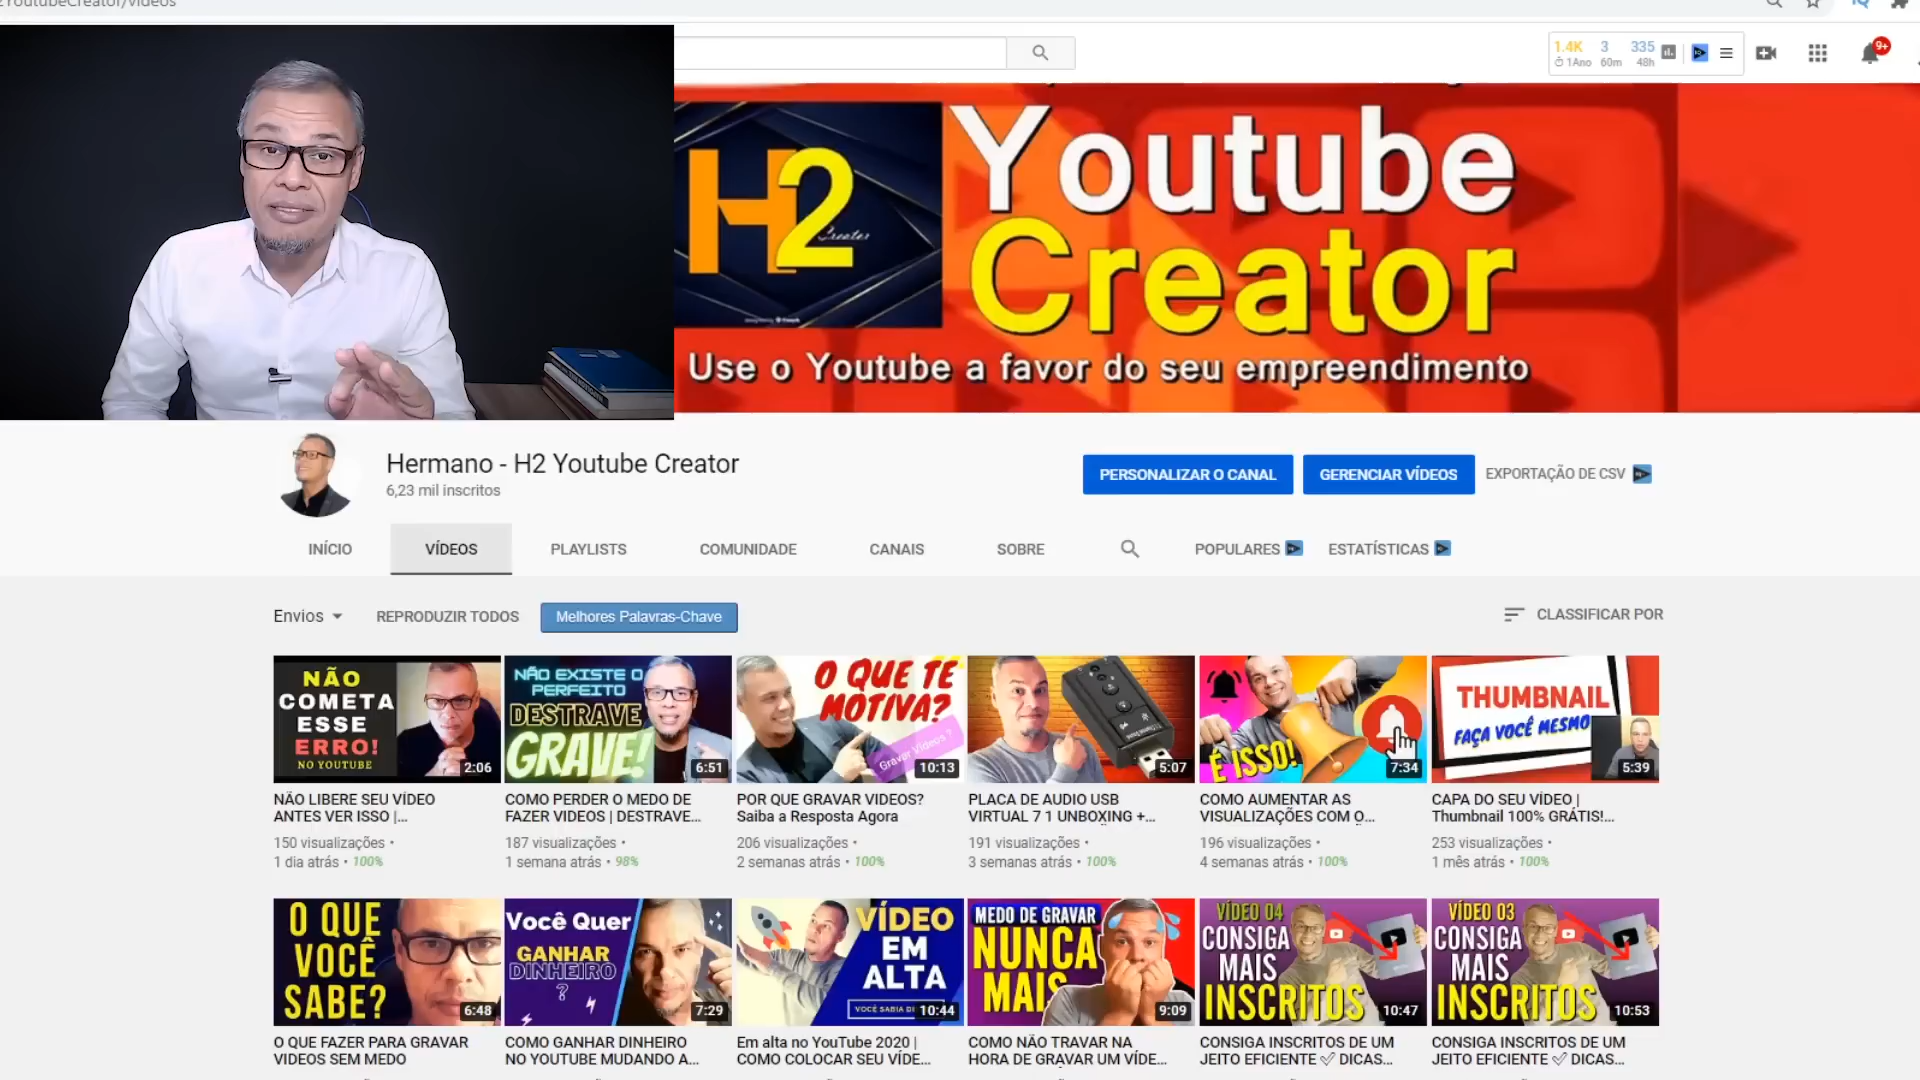 YoutubeCreator/videos
1.4K 3 335
1Ano 60m 48h
9+
H2
Creator
Youtube
Creator
Use o Youtube a favor do seu empreendimento
Hermano - H2 Youtube Creator
6,23 mil inscritos
PERSONALIZAR O CANAL
GERENCIAR VÍDEOS
EXPORTAÇÃO DE CSV
INÍCIO
VÍDEOS
PLAYLISTS
COMUNIDADE
CANAIS
SOBRE
POPULARES
ESTATÍSTICAS
Envios
REPRODUZIR TODOS
Melhores Palavras-Chave
CLASSIFICAR POR
NÃO
COMETA
ESSE
ERRO!
NO YOUTUBE
2:06
NÃO LIBERE SEU VÍDEO
ANTES VER ISSO |...
150 visualizações •
1 dia atrás • 100%
NÃO EXISTE O
PERFEITO
DESTRAVE
GRAVE!
6:51
COMO PERDER O MEDO DE
FAZER VIDEOS | DESTRAVE...
187 visualizações •
1 semana atrás • 98%
O QUE TE
MOTIVA?
Gravar Vídeos ?
10:13
POR QUE GRAVAR VIDEOS?
Saiba a Resposta Agora
206 visualizações •
2 semanas atrás • 100%
5:07
PLACA DE AUDIO USB
VIRTUAL 7 1 UNBOXING +...
191 visualizações •
3 semanas atrás • 100%
É ISSO!
7:34
COMO AUMENTAR AS
VISUALIZAÇÕES COM O...
196 visualizações •
4 semanas atrás • 100%
THUMBNAIL
FAÇA VOCÊ MESMO
5:39
CAPA DO SEU VÍDEO |
Thumbnail 100% GRÁTIS!...
253 visualizações •
1 mês atrás • 100%
O QUE
VOCÊ
SABE?
6:48
O QUE FAZER PARA GRAVAR
VIDEOS SEM MEDO
Você Quer
GANHAR
DINHEIRO
?
7:29
COMO GANHAR DINHEIRO
NO YOUTUBE MUDANDO A...
VÍDEO
EM
ALTA
VOCÊ SABIA
10:44
Em alta no YouTube 2020 |
COMO COLOCAR SEU VÍDE...
MEDO DE GRAVAR
NUNCA
MAIS
9:09
COMO NÃO TRAVAR NA
HORA DE GRAVAR UM VÍDE...
VÍDEO 04
CONSIGA
MAIS
INSCRITOS
10:47
CONSIGA INSCRITOS DE UM
JEITO EFICIENTE ✅ DICAS...
VÍDEO 03
CONSIGA
MAIS
INSCRITOS
10:53
CONSIGA INSCRITOS DE UM
JEITO EFICIENTE ✅ DICAS...